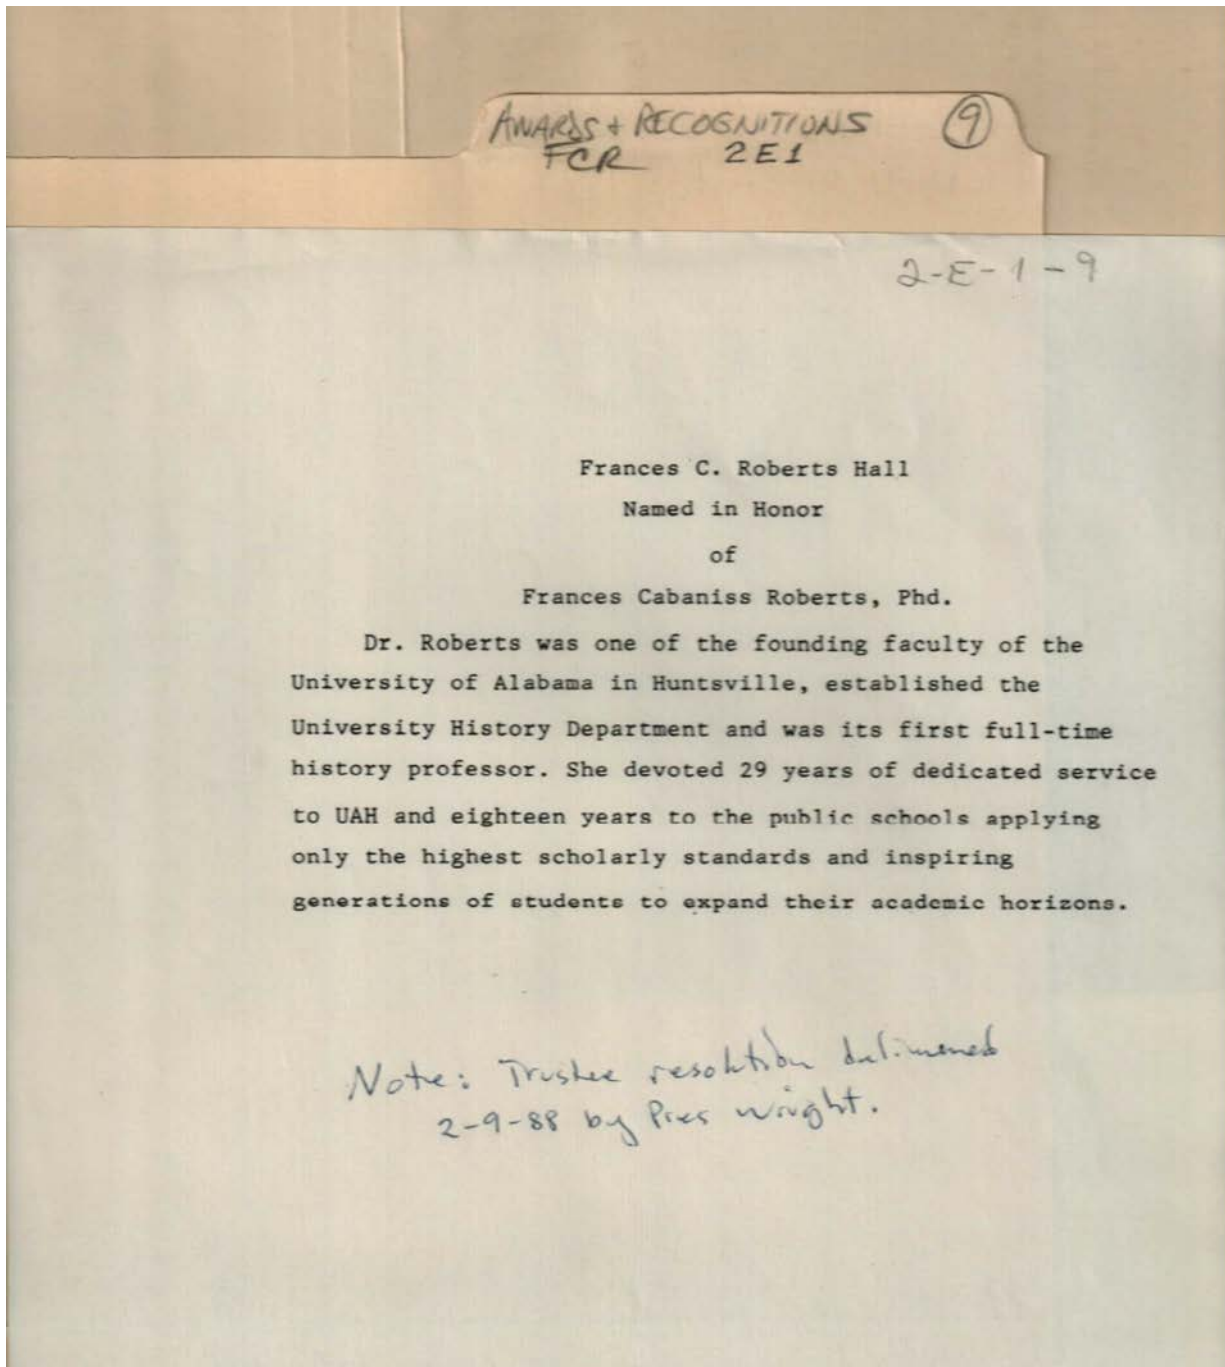 AWARDS + RECOGNITIONS 9
FCR 2E1
2-E-1-9
Frances C. Roberts Hall
Named in Honor
of
Frances Cabaniss Roberts, Phd.
Dr. Roberts was one of the founding faculty of the
University of Alabama in Huntsville, established the
University History Department and was its first full-time
history professor. She devoted 29 years of dedicated service
to UAH and eighteen years to the public schools applying
only the highest scholarly standards and inspiring
generations of students to expand their academic horizons.
Note: Trustee resolution delivered
2-9-88 by Pres Wright.